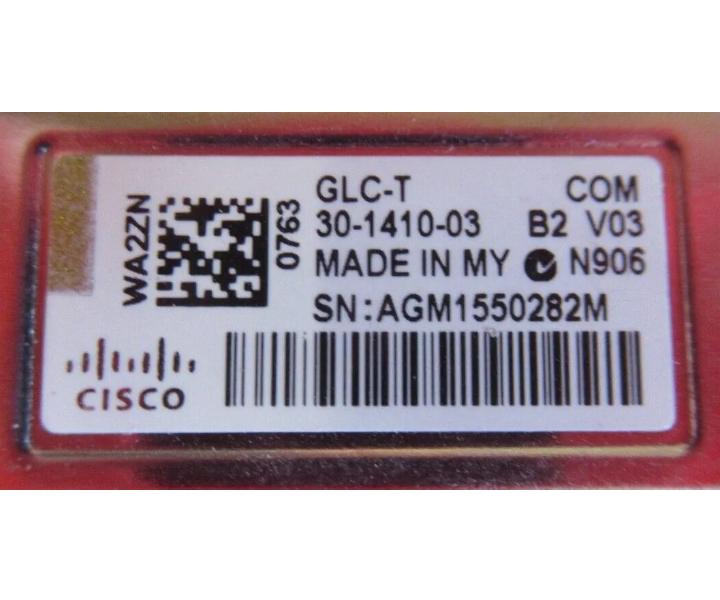 WA2ZN
0763
GLC-T COM
30-1410-03 B2 V03
MADE IN MY N906
SN:AGM1550282M
CISCO